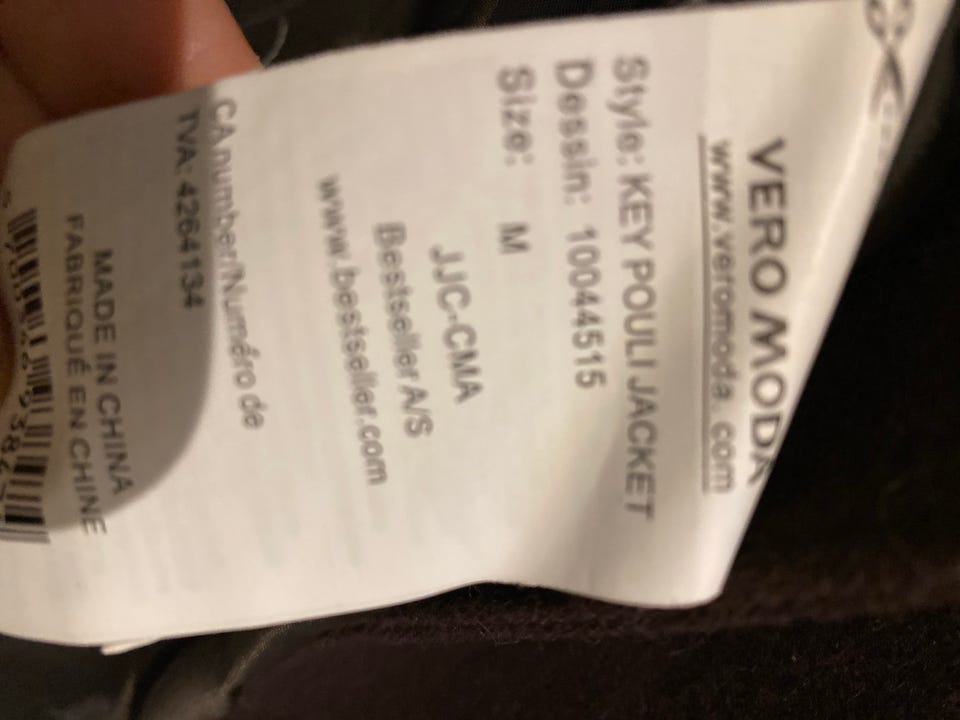 VERO MODA
www.veromoda.com
Style: KEY POULI JACKET
Dessin: 10044515
Size: M
JJC-CMA
Bestseller A/S
www.bestseller.com
CA number/Numéro de
TVA: 4264134
MADE IN CHINA
FABRIQUÉ EN CHINE